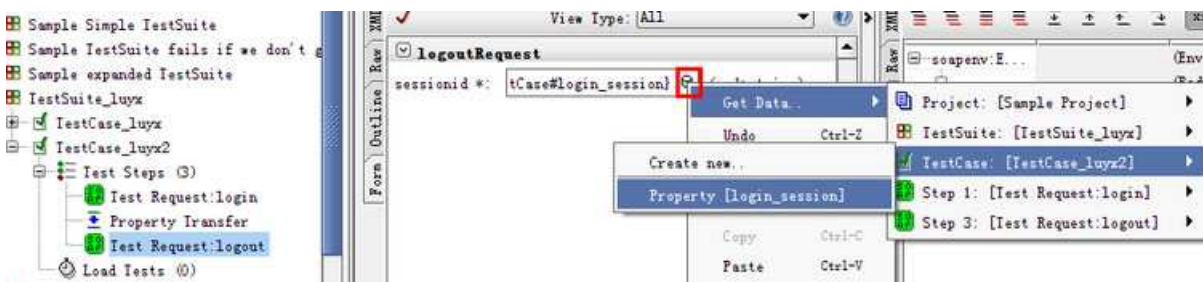 Sample Simple TestSuite
Sample TestSuite fails if we don't g
Sample expanded TestSuite
TestSuite_luyx
TestCase_luyx
TestCase_luyx2
Test Steps (3)
Test Request:login
Property Transfer
Test Request:logout
Load Tests (0)
XML
Raw
Outline
Form
View Type: All
logoutRequest
sessionid *: tCase#login_session}
Get Data..
Undo Ctrl-Z
Copy Ctrl-C
Paste Ctrl-V
Create new..
Property [login_session]
XML
Raw
soapenv:E... (Env
Project: [Sample Project]
TestSuite: [TestSuite_luyx]
TestCase: [TestCase_luyx2]
Step 1: [Test Request:login]
Step 3: [Test Request:logout]